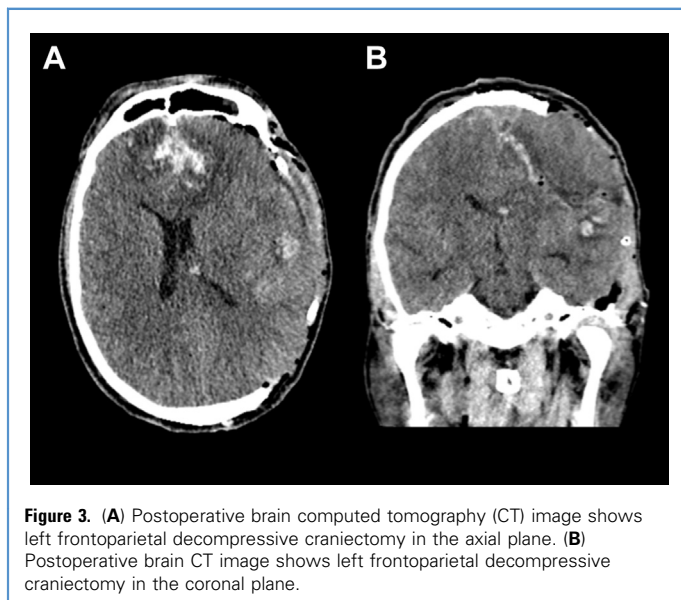 A
B
Figure 3. (A) Postoperative brain computed tomography (CT) image shows
left frontoparietal decompressive craniectomy in the axial plane. (B)
Postoperative brain CT image shows left frontoparietal decompressive
craniectomy in the coronal plane.